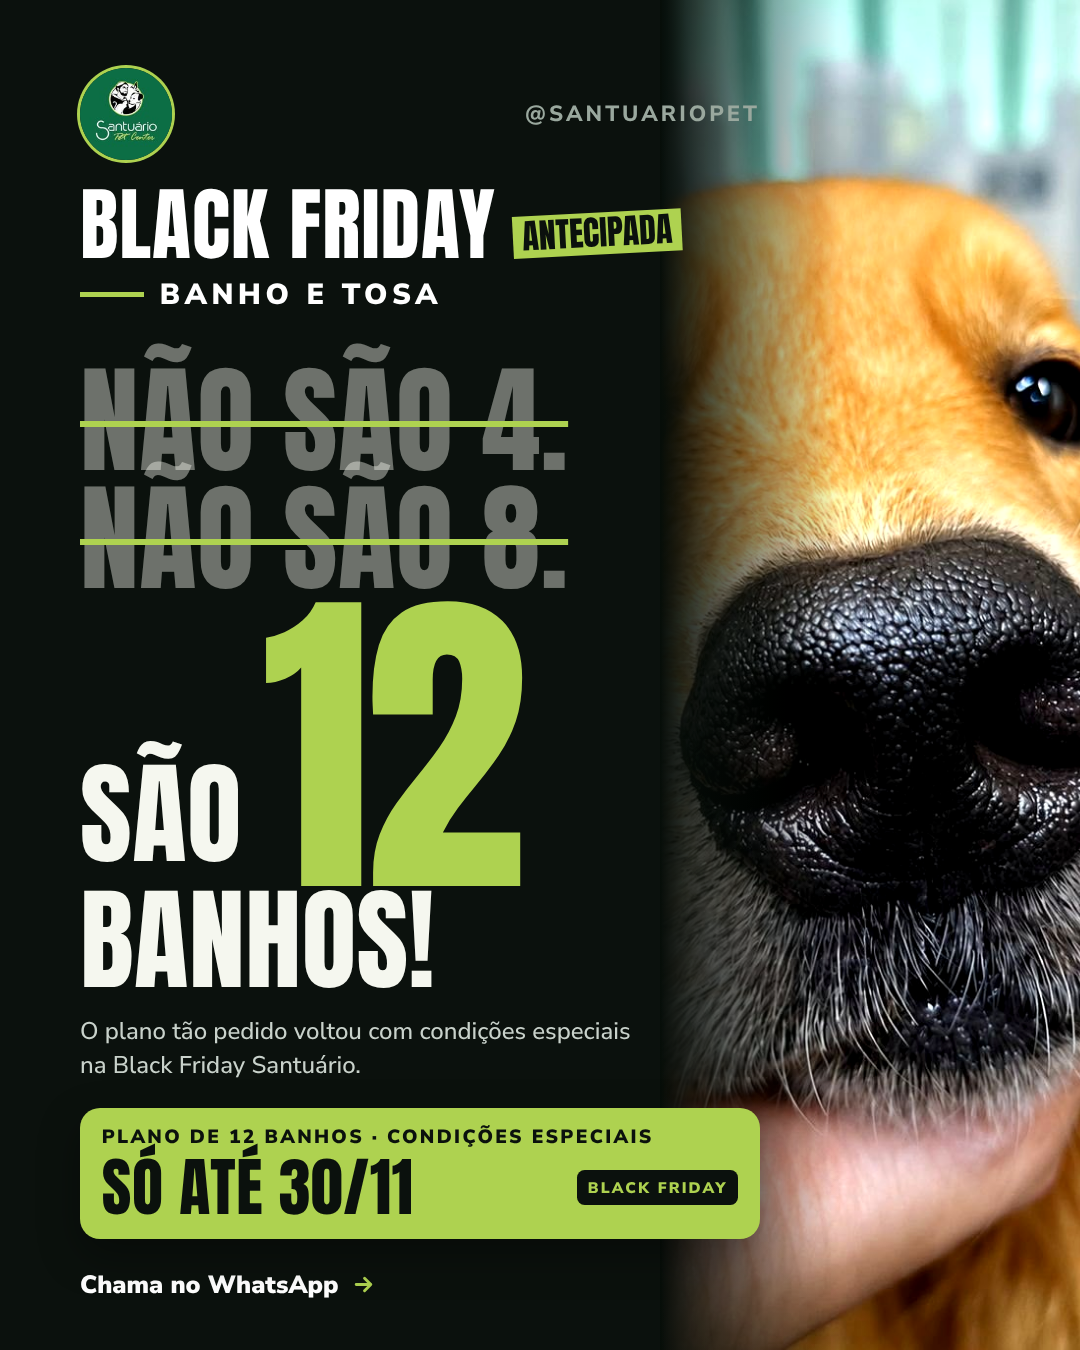 Santuário
Pet Center
@SANTUARIOPET
BLACK FRIDAY ANTECIPADA
BANHO E TOSA
NÃO SÃO 4.
NÃO SÃO 8.
SÃO 12
BANHOS!
O plano tão pedido voltou com condições especiais
na Black Friday Santuário.
PLANO DE 12 BANHOS · CONDIÇÕES ESPECIAIS
SÓ ATÉ 30/11
BLACK FRIDAY
Chama no WhatsApp →